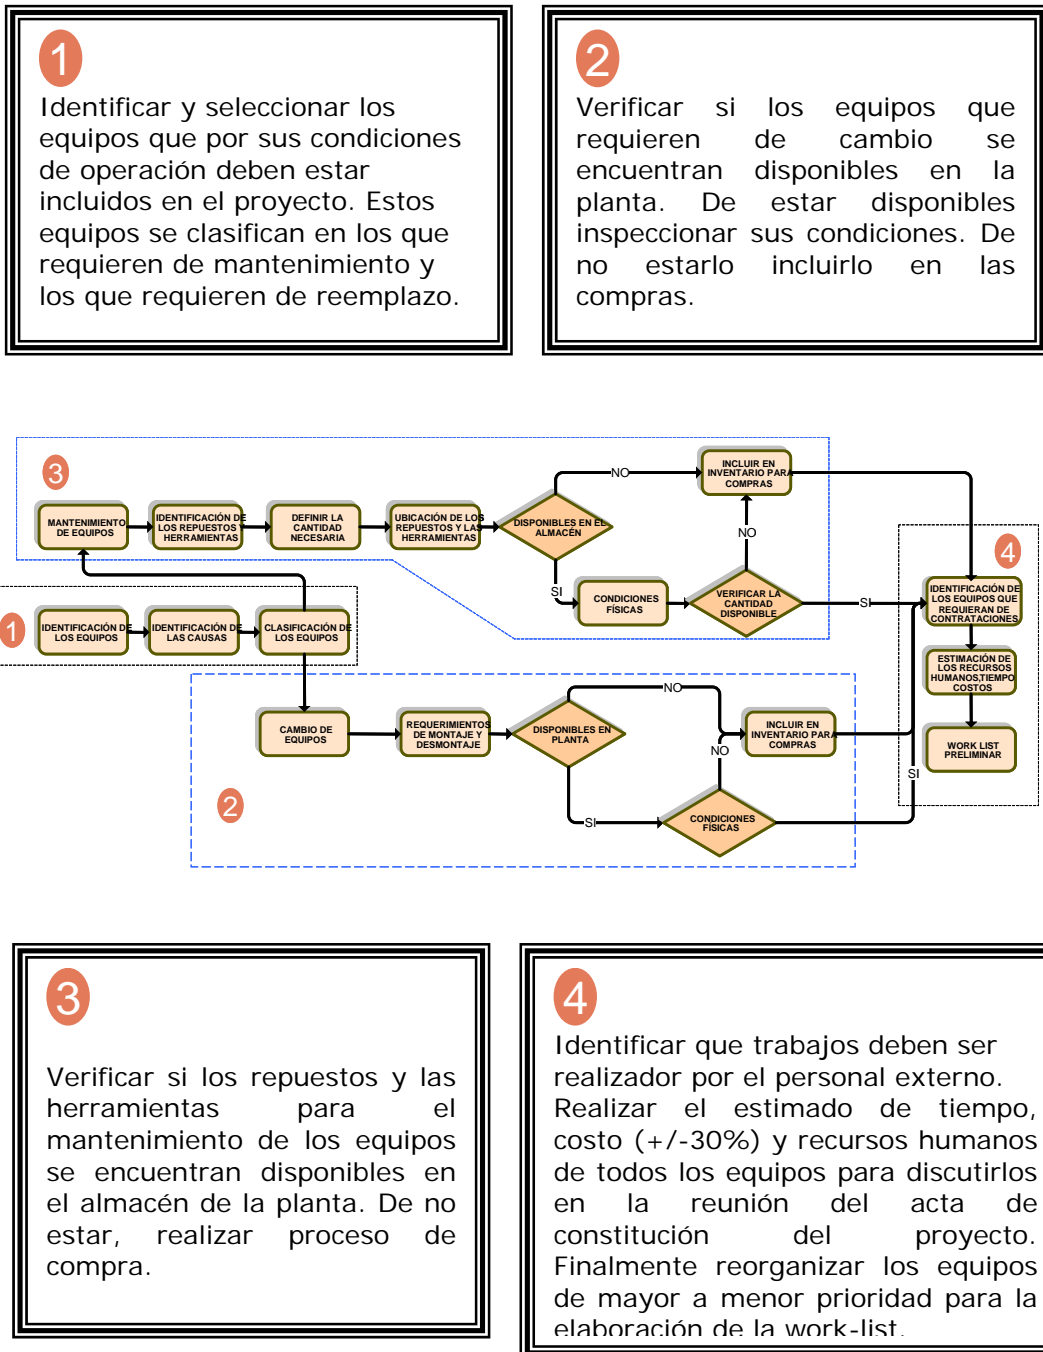 1
Identificar y seleccionar los
equipos que por sus condiciones
de operación deben estar
incluidos en el proyecto. Estos
equipos se clasifican en los que
requieren de mantenimiento y
los que requieren de reemplazo.
2
Verificar si los equipos que
requieren de cambio se
encuentran disponibles en la
planta. De estar disponibles
inspeccionar sus condiciones. De
no estarlo incluirlo en las
compras.
3
MANTENIMIENTO
DE EQUIPOS
IDENTIFICACIÓN DE
LOS REPUESTOS Y
HERRAMIENTAS
DEFINIR LA
CANTIDAD
NECESARIA
UBICACIÓN DE LOS
REPUESTOS Y LAS
HERRAMIENTAS
DISPONIBLES EN EL
ALMACÉN
NO
INCLUIR EN
INVENTARIO PARA
COMPRAS
NO
SI
CONDICIONES
FÍSICAS
VERIFICAR LA
CANTIDAD
DISPONIBLE
SI
4
IDENTIFICACIÓN DE
LOS EQUIPOS QUE
REQUIERAN DE
CONTRATACIONES
ESTIMACIÓN DE
LOS RECURSOS
HUMANOS,TIEMPO
COSTOS
WORK LIST
PRELIMINAR
1
IDENTIFICACIÓN DE
LOS EQUIPOS
IDENTIFICACIÓN DE
LAS CAUSAS
CLASIFICACIÓN DE
LOS EQUIPOS
2
CAMBIO DE
EQUIPOS
REQUERIMIENTOS
DE MONTAJE Y
DESMONTAJE
DISPONIBLES EN
PLANTA
NO
INCLUIR EN
INVENTARIO PARA
COMPRAS
NO
SI
CONDICIONES
FÍSICAS
SI
3
Verificar si los repuestos y las
herramientas para el
mantenimiento de los equipos
se encuentran disponibles en
el almacén de la planta. De no
estar, realizar proceso de
compra.
4
Identificar que trabajos deben ser
realizador por el personal externo.
Realizar el estimado de tiempo,
costo (+/-30%) y recursos humanos
de todos los equipos para discutirlos
en la reunión del acta de
constitución del proyecto.
Finalmente reorganizar los equipos
de mayor a menor prioridad para la
elaboración de la work-list.